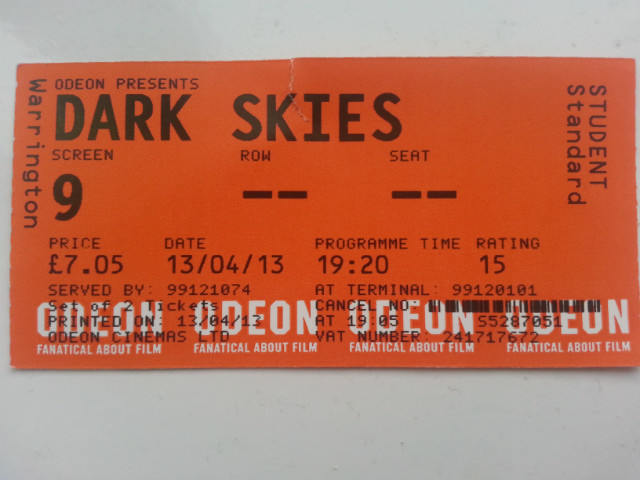 ODEON PRESENTS
DARK SKIES
SCREEN ROW SEAT
9 -- --
PRICE DATE PROGRAMME TIME RATING
£7.05 13/04/13 19:20 15
SERVED BY: 99121074 AT TERMINAL: 99120101
Set of 2 Tickets CANCEL NO:
PRINTED ON: 13/04/13 AT 19:05 S5287051
ODEON CINEMAS LTD VAT NUMBER: 241717672
ODEON ODEON ODEON ODEON
FANATICAL ABOUT FILM FANATICAL ABOUT FILM FANATICAL ABOUT FILM FANATICAL ABOUT FILM
Warrington
STUDENT
Standard